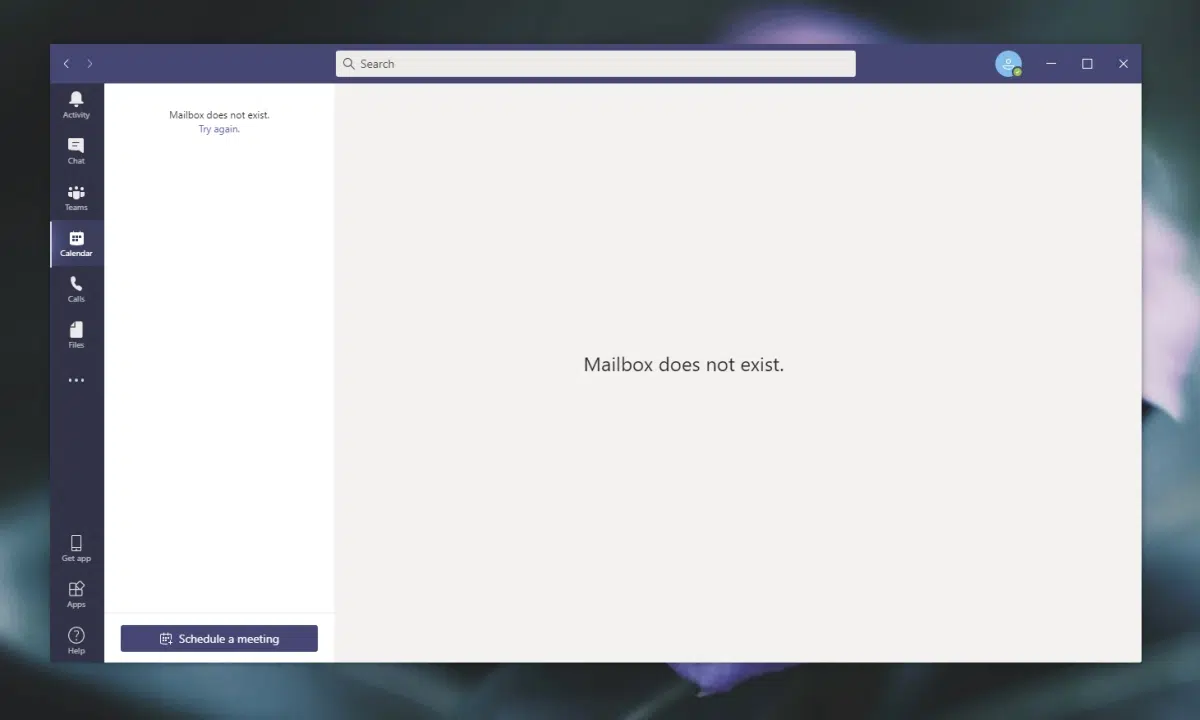 Search
Activity
Chat
Teams
Calendar
Calls
Files
Get app
Apps
Help
Mailbox does not exist.
Try again.
Schedule a meeting
Mailbox does not exist.